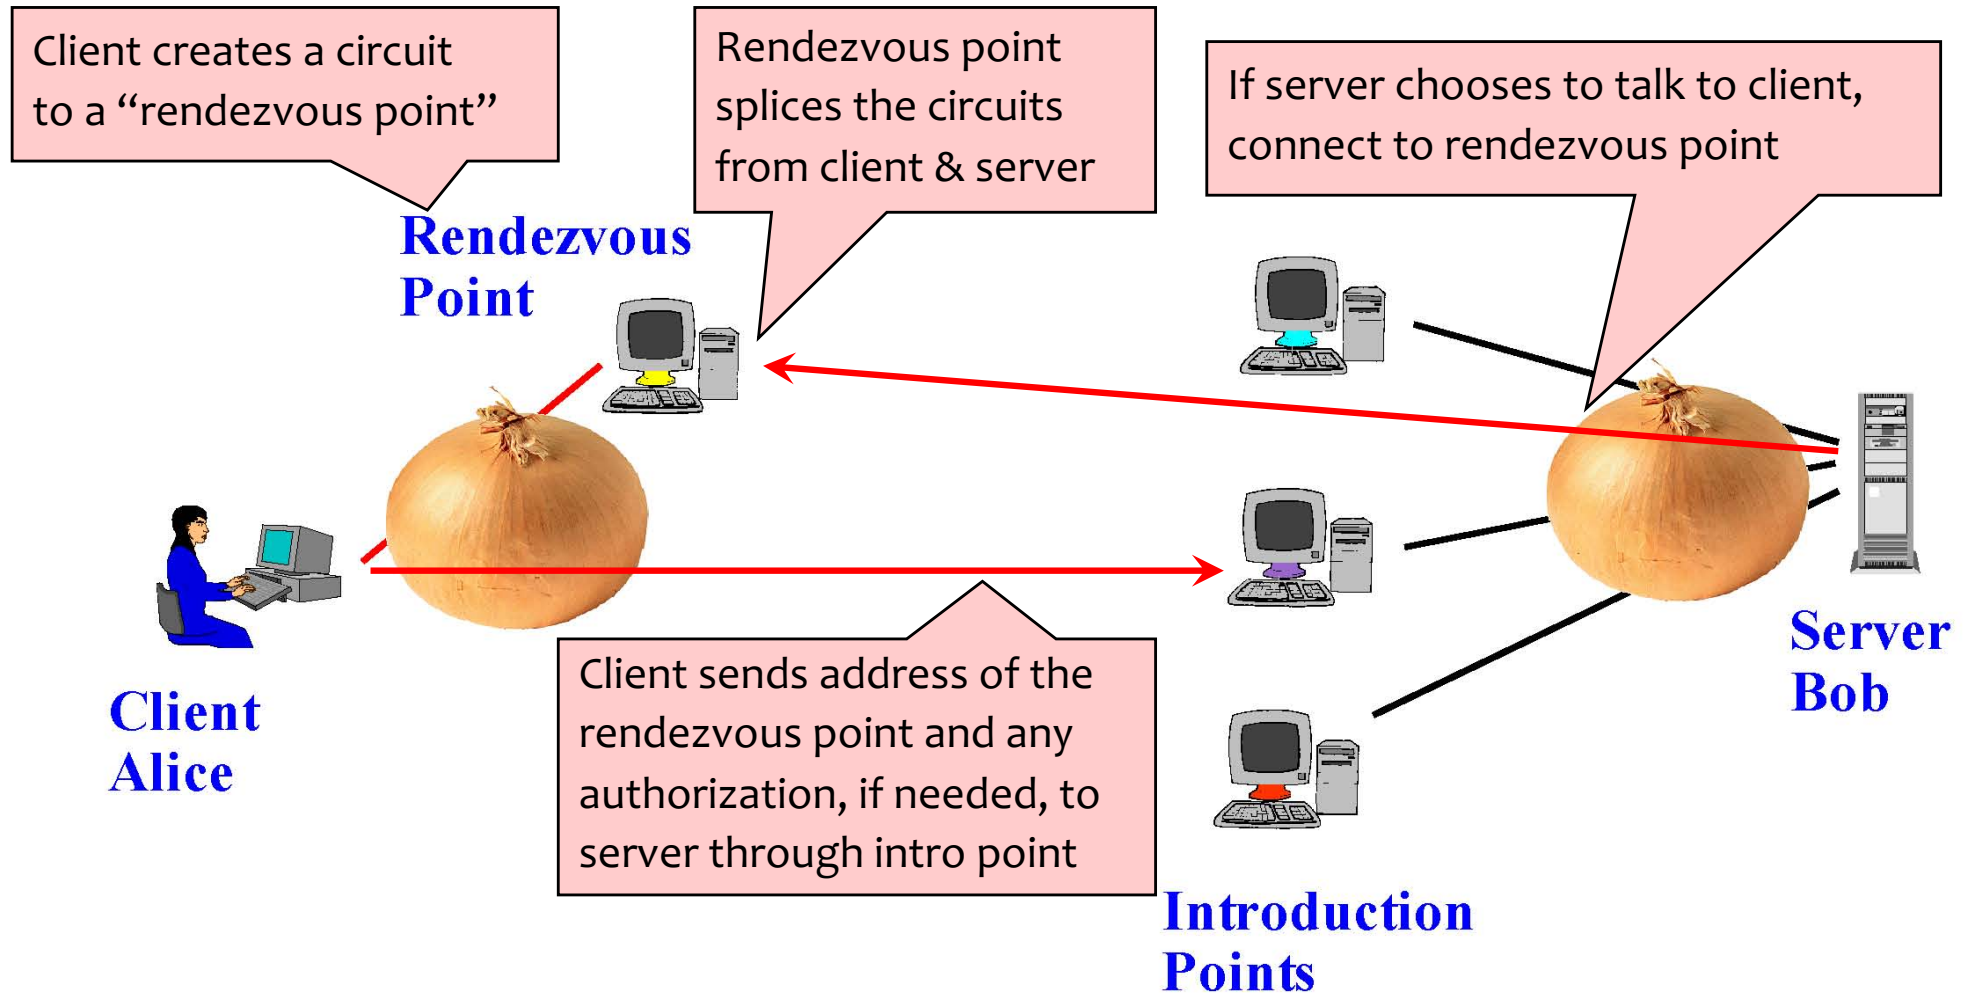 Client creates a circuit
to a “rendezvous point”
Rendezvous point
splices the circuits
from client & server
If server chooses to talk to client,
connect to rendezvous point
Rendezvous
Point
Client sends address of the
rendezvous point and any
authorization, if needed, to
server through intro point
Client
Alice
Server
Bob
Introduction
Points